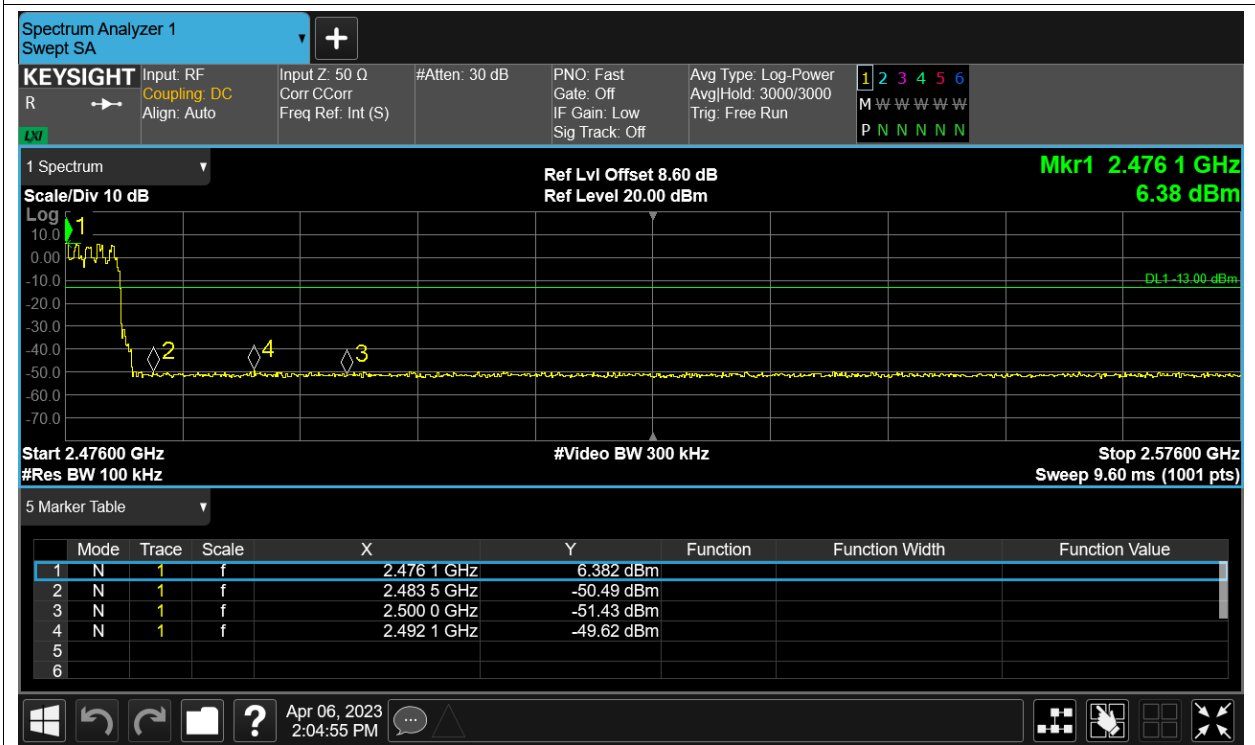 Spectrum Analyzer 1
Swept SA
+
KEYSIGHT Input: RF Input Z: 50 Ω #Atten: 30 dB PNO: Fast Avg Type: Log-Power 1 2 3 4 5 6
R Coupling: DC Corr CCorr Gate: Off Avg|Hold: 3000/3000 M W W W W W
Align: Auto Freq Ref: Int (S) IF Gain: Low Trig: Free Run
LXI Sig Track: Off P N N N N N
1 Spectrum Ref Lvl Offset 8.60 dB Mkr1 2.476 1 GHz
Scale/Div 10 dB Ref Level 20.00 dBm 6.38 dBm
Log
1
10.0
0.00
-10.0 DL1 -13.00 dBm
-20.0
-30.0
-40.0
2 4 3
-50.0
-60.0
-70.0
Start 2.47600 GHz #Video BW 300 kHz Stop 2.57600 GHz
#Res BW 100 kHz Sweep 9.60 ms (1001 pts)
5 Marker Table
Mode Trace Scale X Y Function Function Width Function Value
1 N 1 f 2.476 1 GHz 6.382 dBm
2 N 1 f 2.483 5 GHz -50.49 dBm
3 N 1 f 2.500 0 GHz -51.43 dBm
4 N 1 f 2.492 1 GHz -49.62 dBm
5
6
? Apr 06, 2023
2:04:55 PM